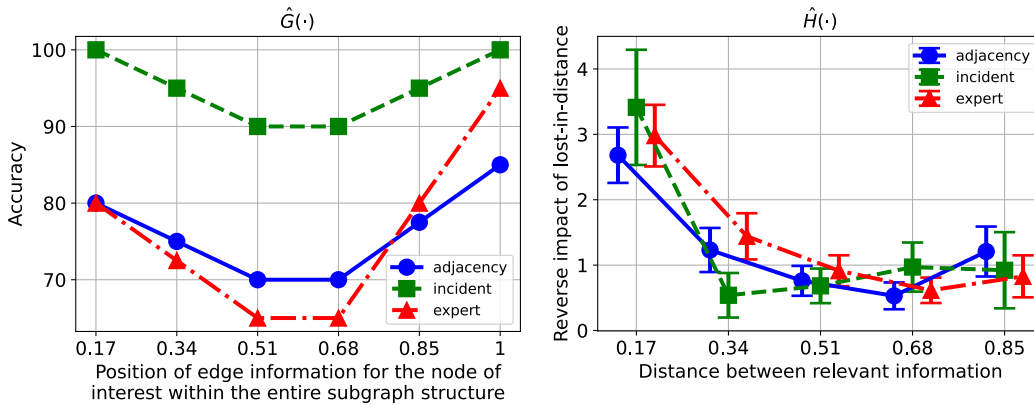 Ĝ(·)
Accuracy
100
90
80
70
adjacency
incident
expert
0.17 0.34 0.51 0.68 0.85 1
Position of edge information for the node of
interest within the entire subgraph structure
Ĥ(·)
Reverse impact of lost-in-distance
4
3
2
1
0
adjacency
incident
expert
0.17 0.34 0.51 0.68 0.85
Distance between relevant information